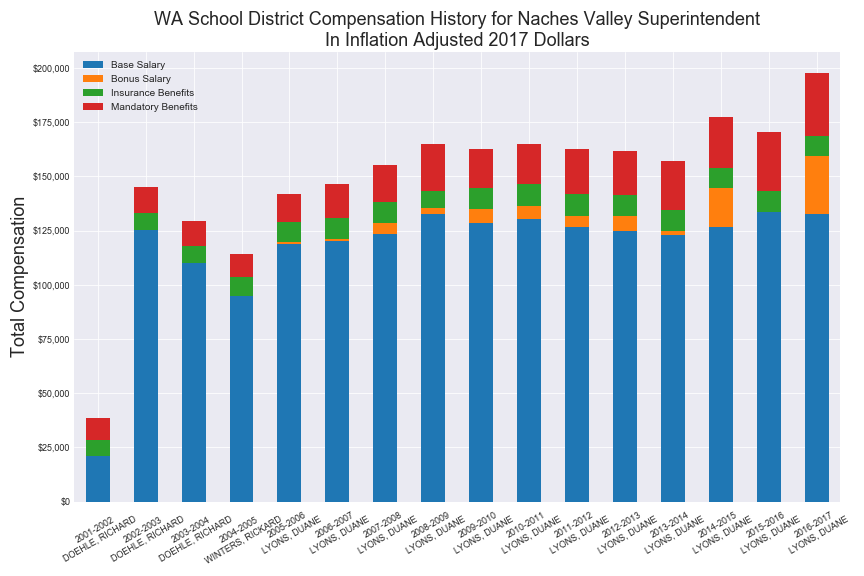 WA School District Compensation History for Naches Valley Superintendent
In Inflation Adjusted 2017 Dollars
Base Salary
Bonus Salary
Insurance Benefits
Mandatory Benefits
Total Compensation
$200,000
$175,000
$150,000
$125,000
$100,000
$75,000
$50,000
$25,000
$0
2001-2002
DOEHLE, RICHARD
2002-2003
DOEHLE, RICHARD
2003-2004
DOEHLE, RICHARD
2004-2005
WINTERS, RICKARD
2005-2006
LYONS, DUANE
2006-2007
LYONS, DUANE
2007-2008
LYONS, DUANE
2008-2009
LYONS, DUANE
2009-2010
LYONS, DUANE
2010-2011
LYONS, DUANE
2011-2012
LYONS, DUANE
2012-2013
LYONS, DUANE
2013-2014
LYONS, DUANE
2014-2015
LYONS, DUANE
2015-2016
LYONS, DUANE
2016-2017
LYONS, DUANE